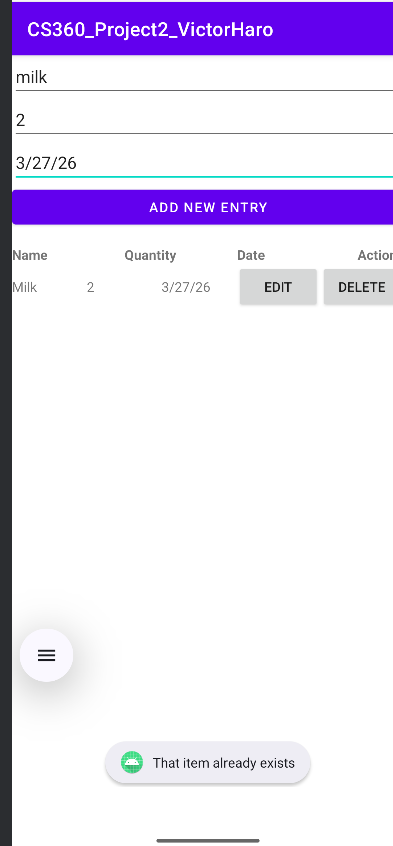 CS360_Project2_VictorHaro
milk
2
3/27/26
ADD NEW ENTRY
Name Quantity Date Action
Milk 2 3/27/26 EDIT DELETE
That item already exists